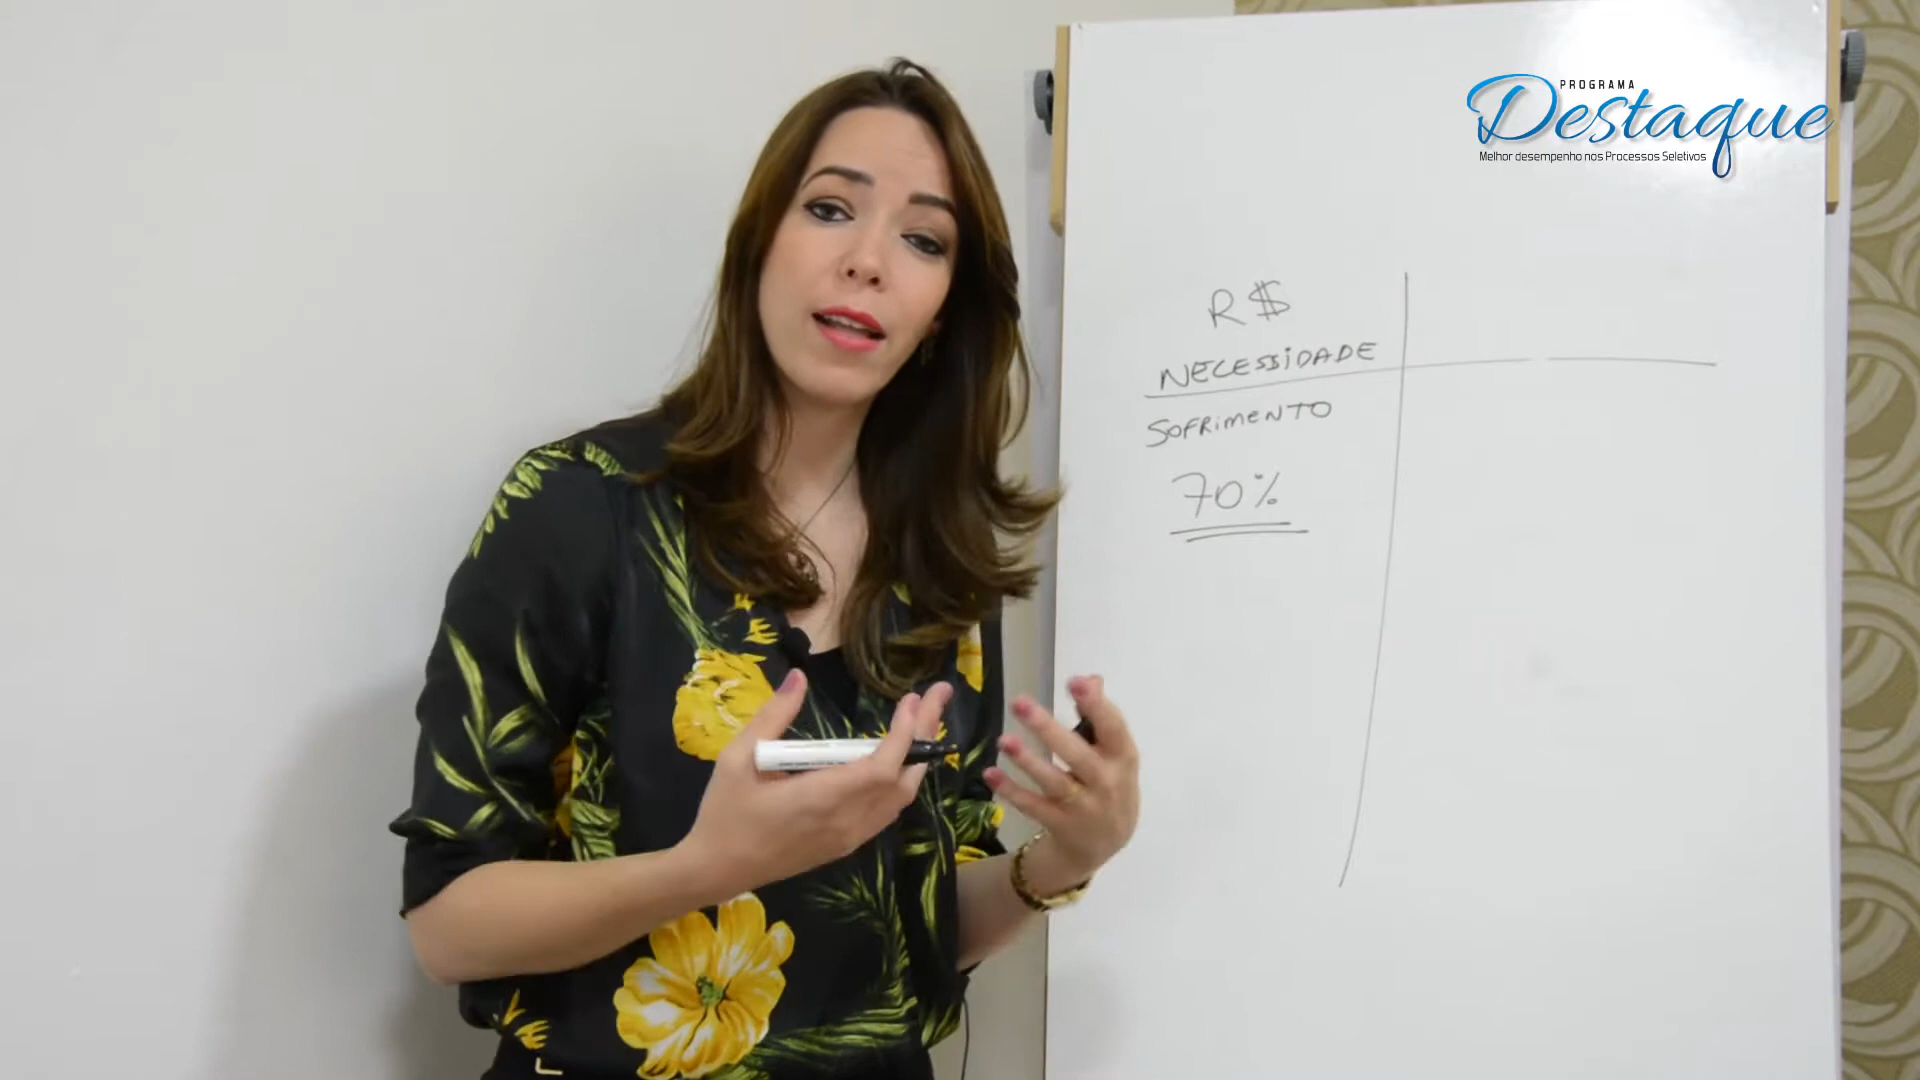 PROGRAMA
Destaque
Melhor desempenho nos Processos Seletivos
R$
NECESSIDADE
SOFRIMENTO
70%